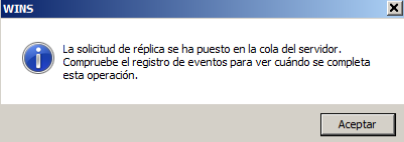 WINS
La solicitud de réplica se ha puesto en la cola del servidor.
Compruebe el registro de eventos para ver cuándo se completa
esta operación.
Aceptar